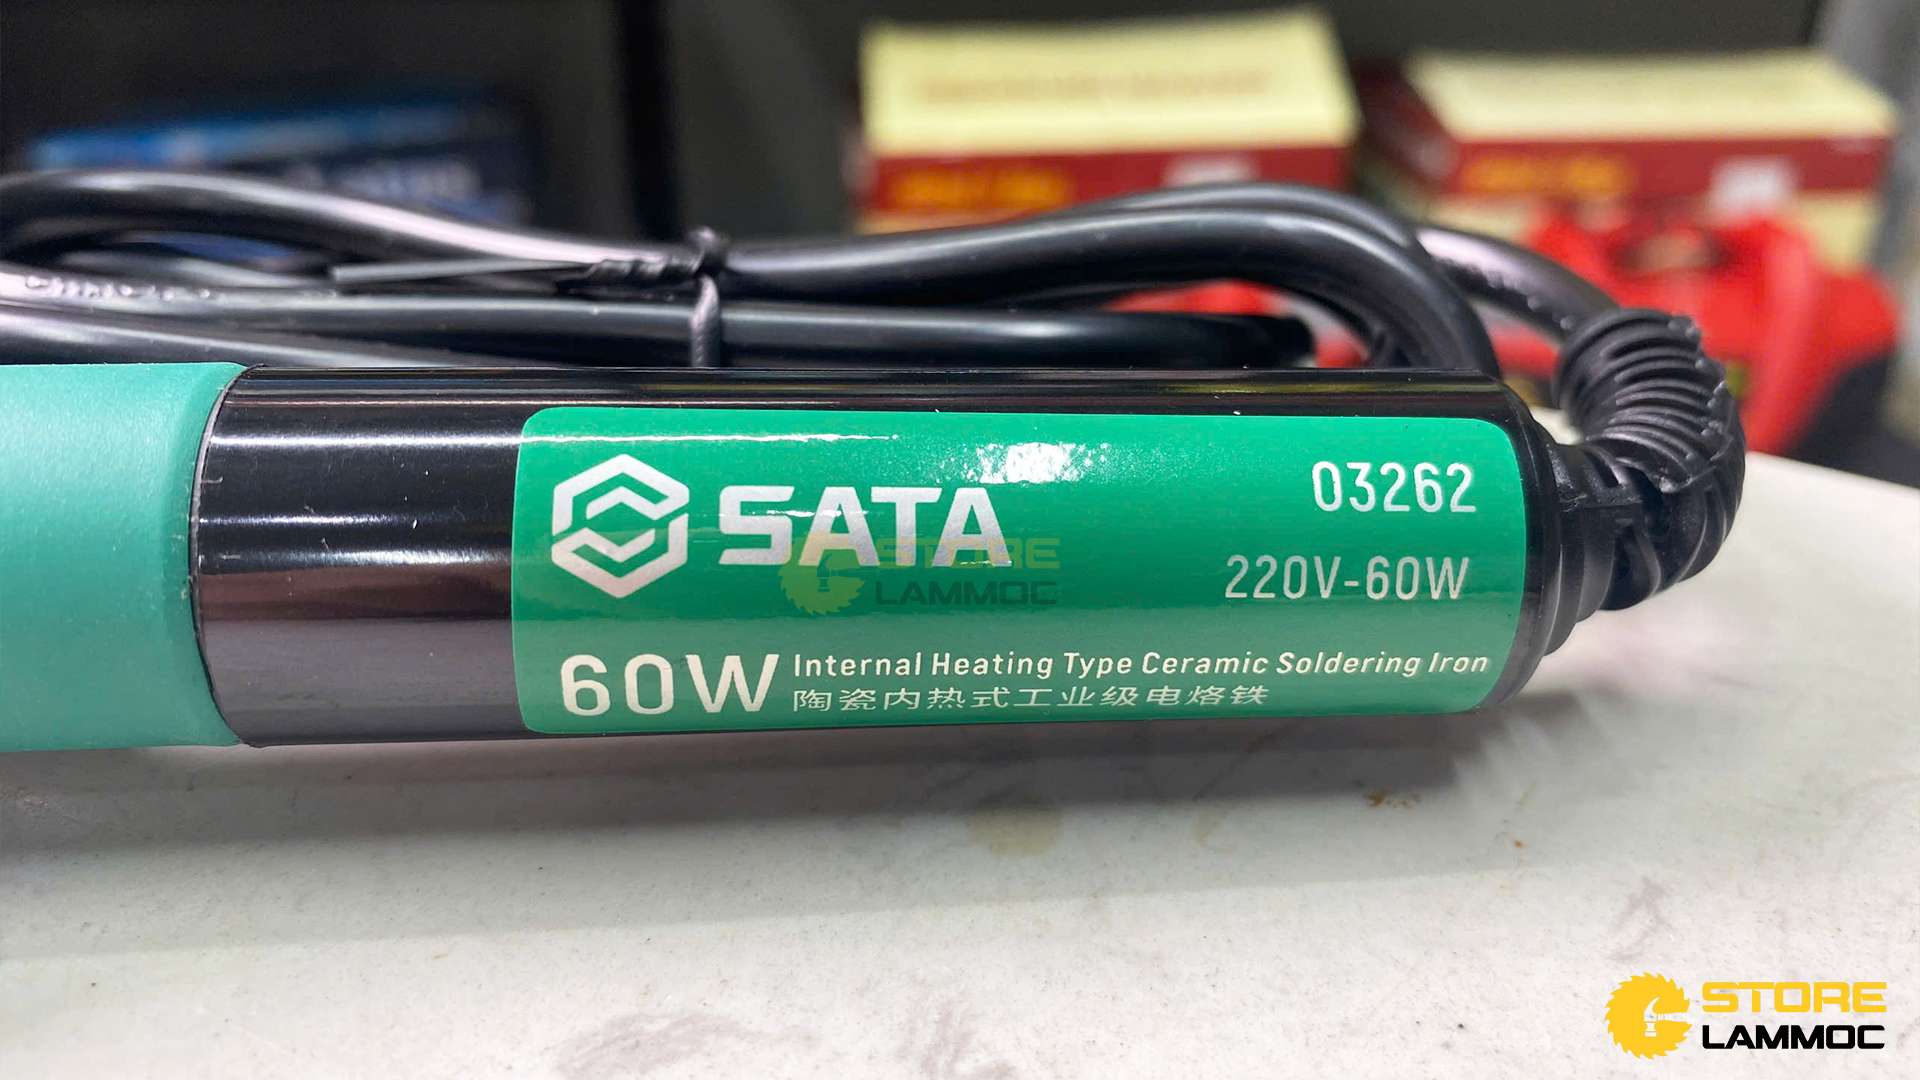 SATA
03262
220V-60W
60W
Internal Heating Type Ceramic Soldering Iron
陶瓷内热式工业级电烙铁
STORE
LAMMOC
STORE
LAMMOC